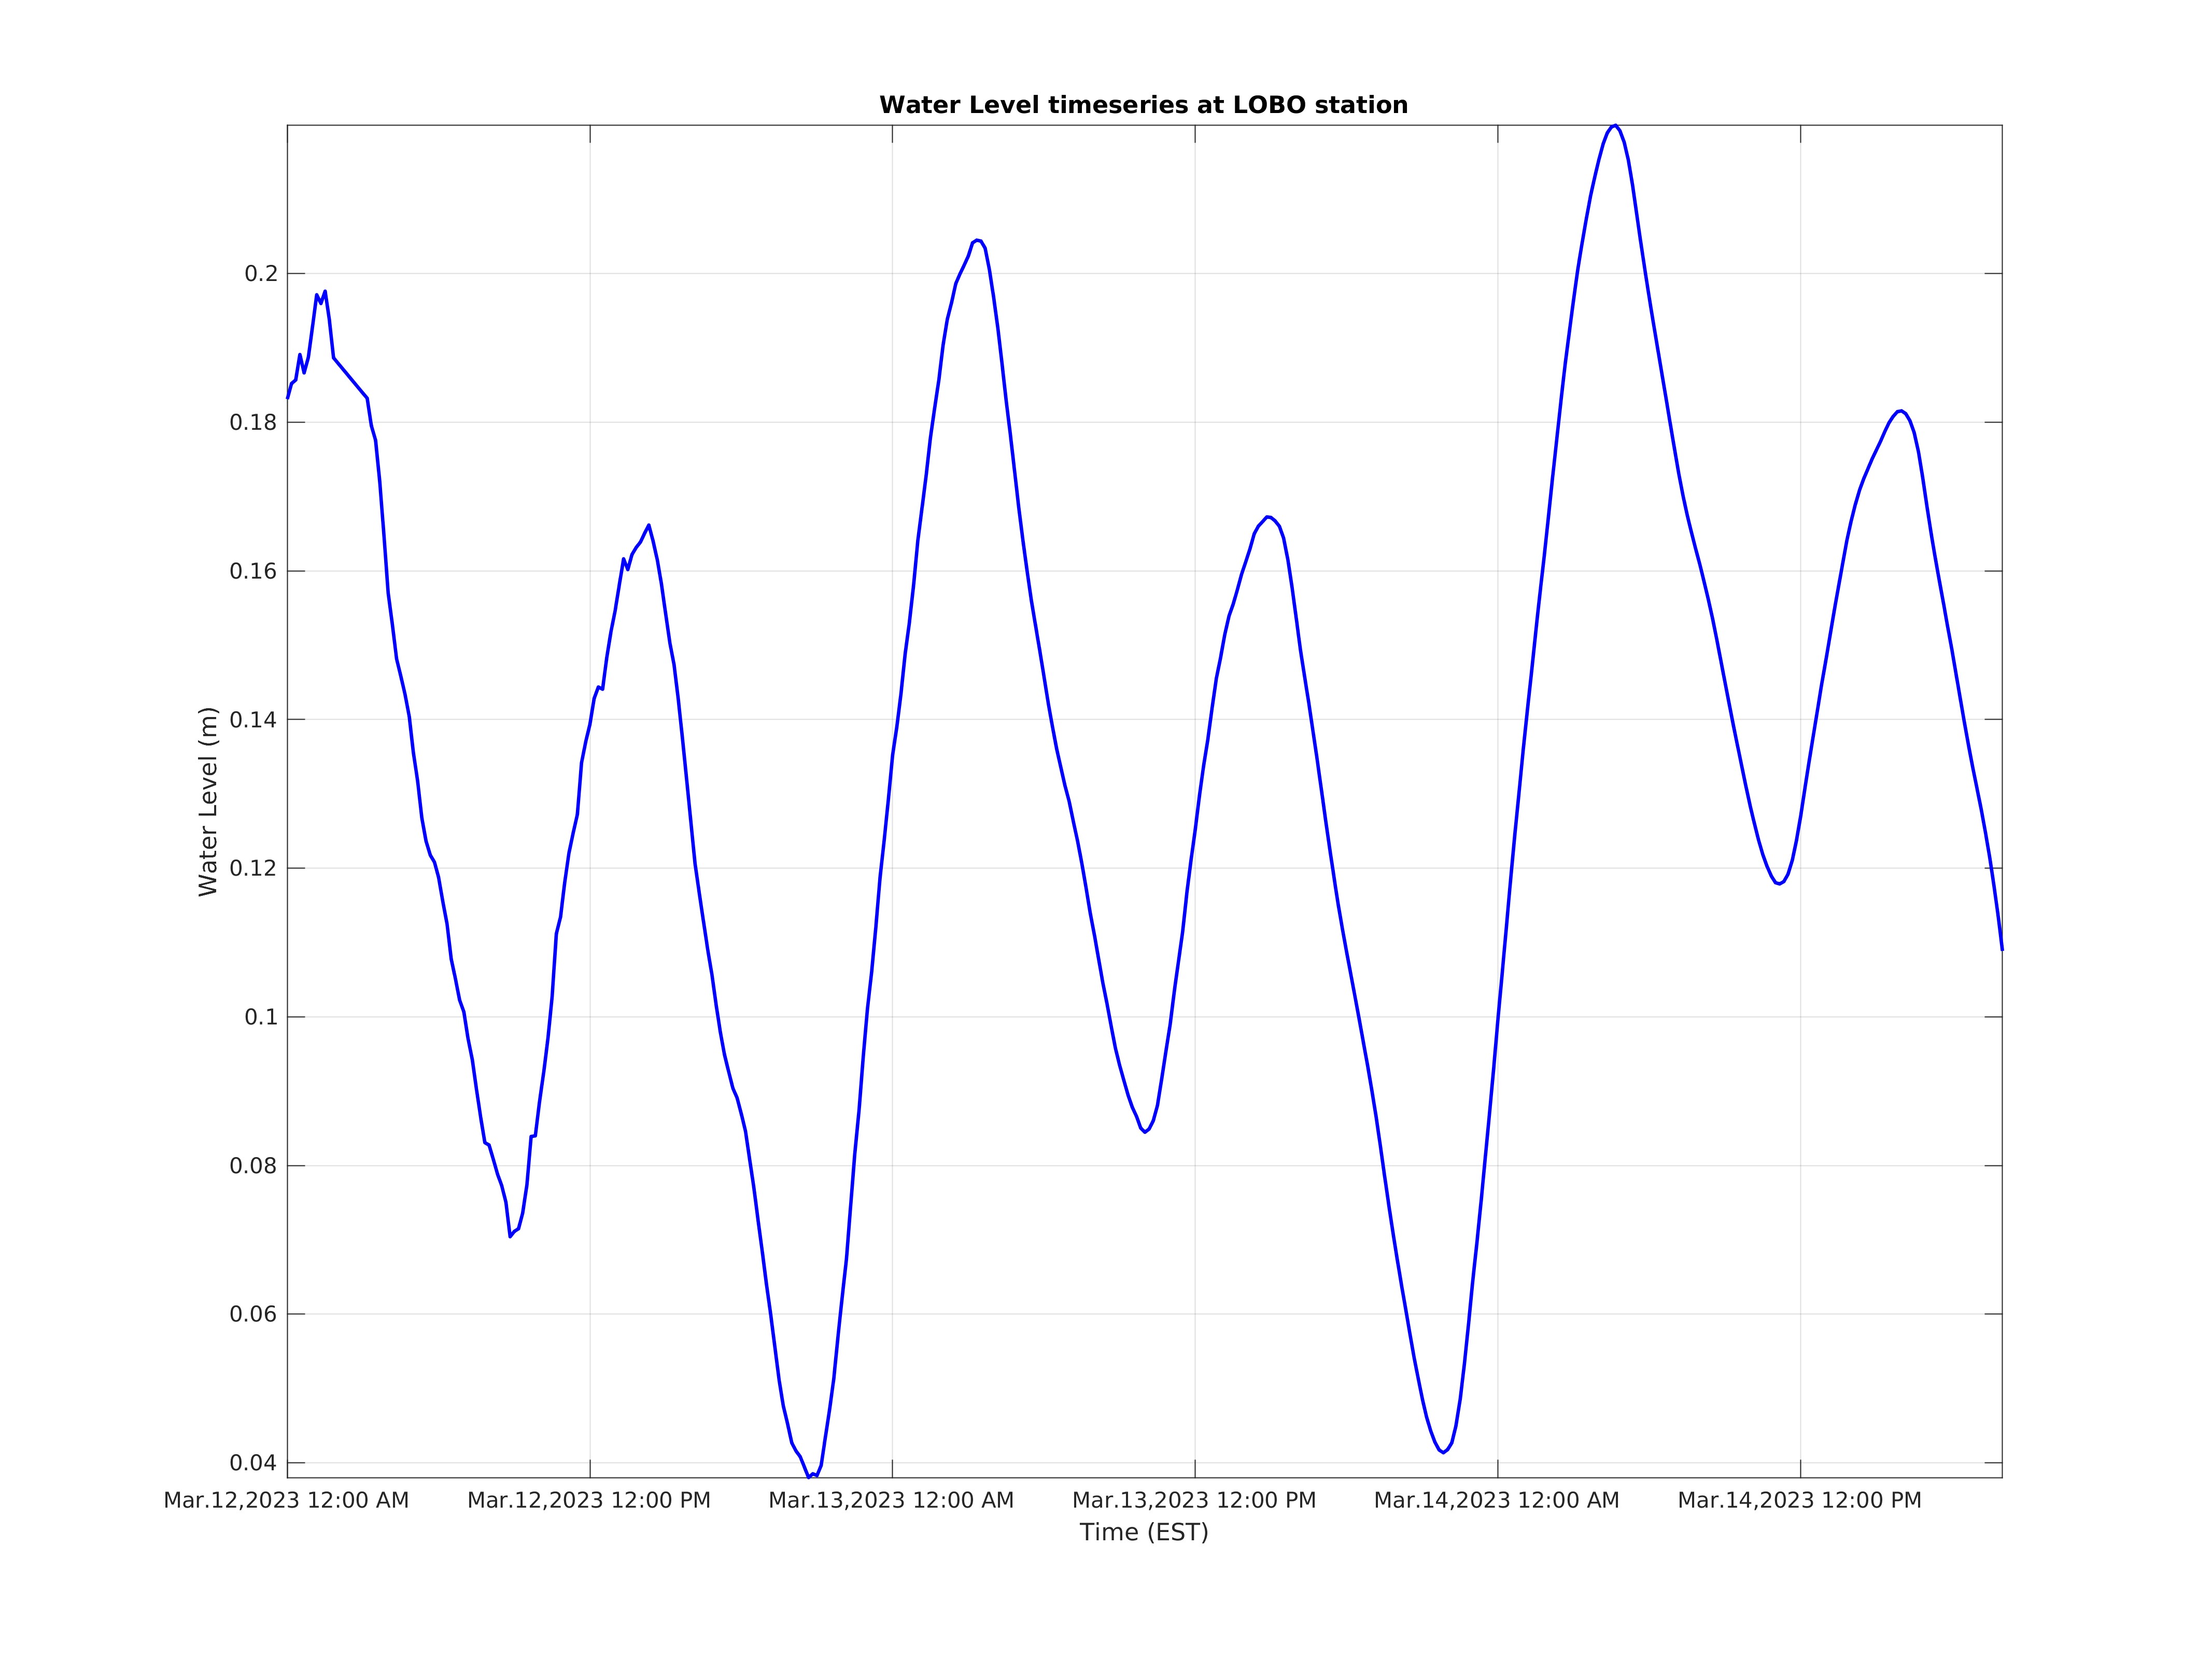 Water Level timeseries at LOBO station
Water Level (m)
0.2
0.18
0.16
0.14
0.12
0.1
0.08
0.06
0.04
Mar.12,2023 12:00 AM
Mar.12,2023 12:00 PM
Mar.13,2023 12:00 AM
Mar.13,2023 12:00 PM
Mar.14,2023 12:00 AM
Mar.14,2023 12:00 PM
Time (EST)